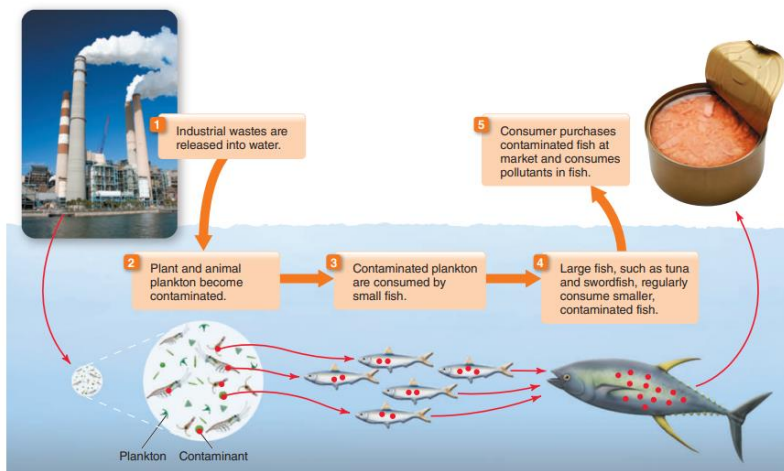 1
Industrial wastes are
released into water.
5
Consumer purchases
contaminated fish at
market and consumes
pollutants in fish.
2
Plant and animal
plankton become
contaminated.
3
Contaminated plankton
are consumed by
small fish.
4
Large fish, such as tuna
and swordfish, regularly
consume smaller,
contaminated fish.
Plankton
Contaminant